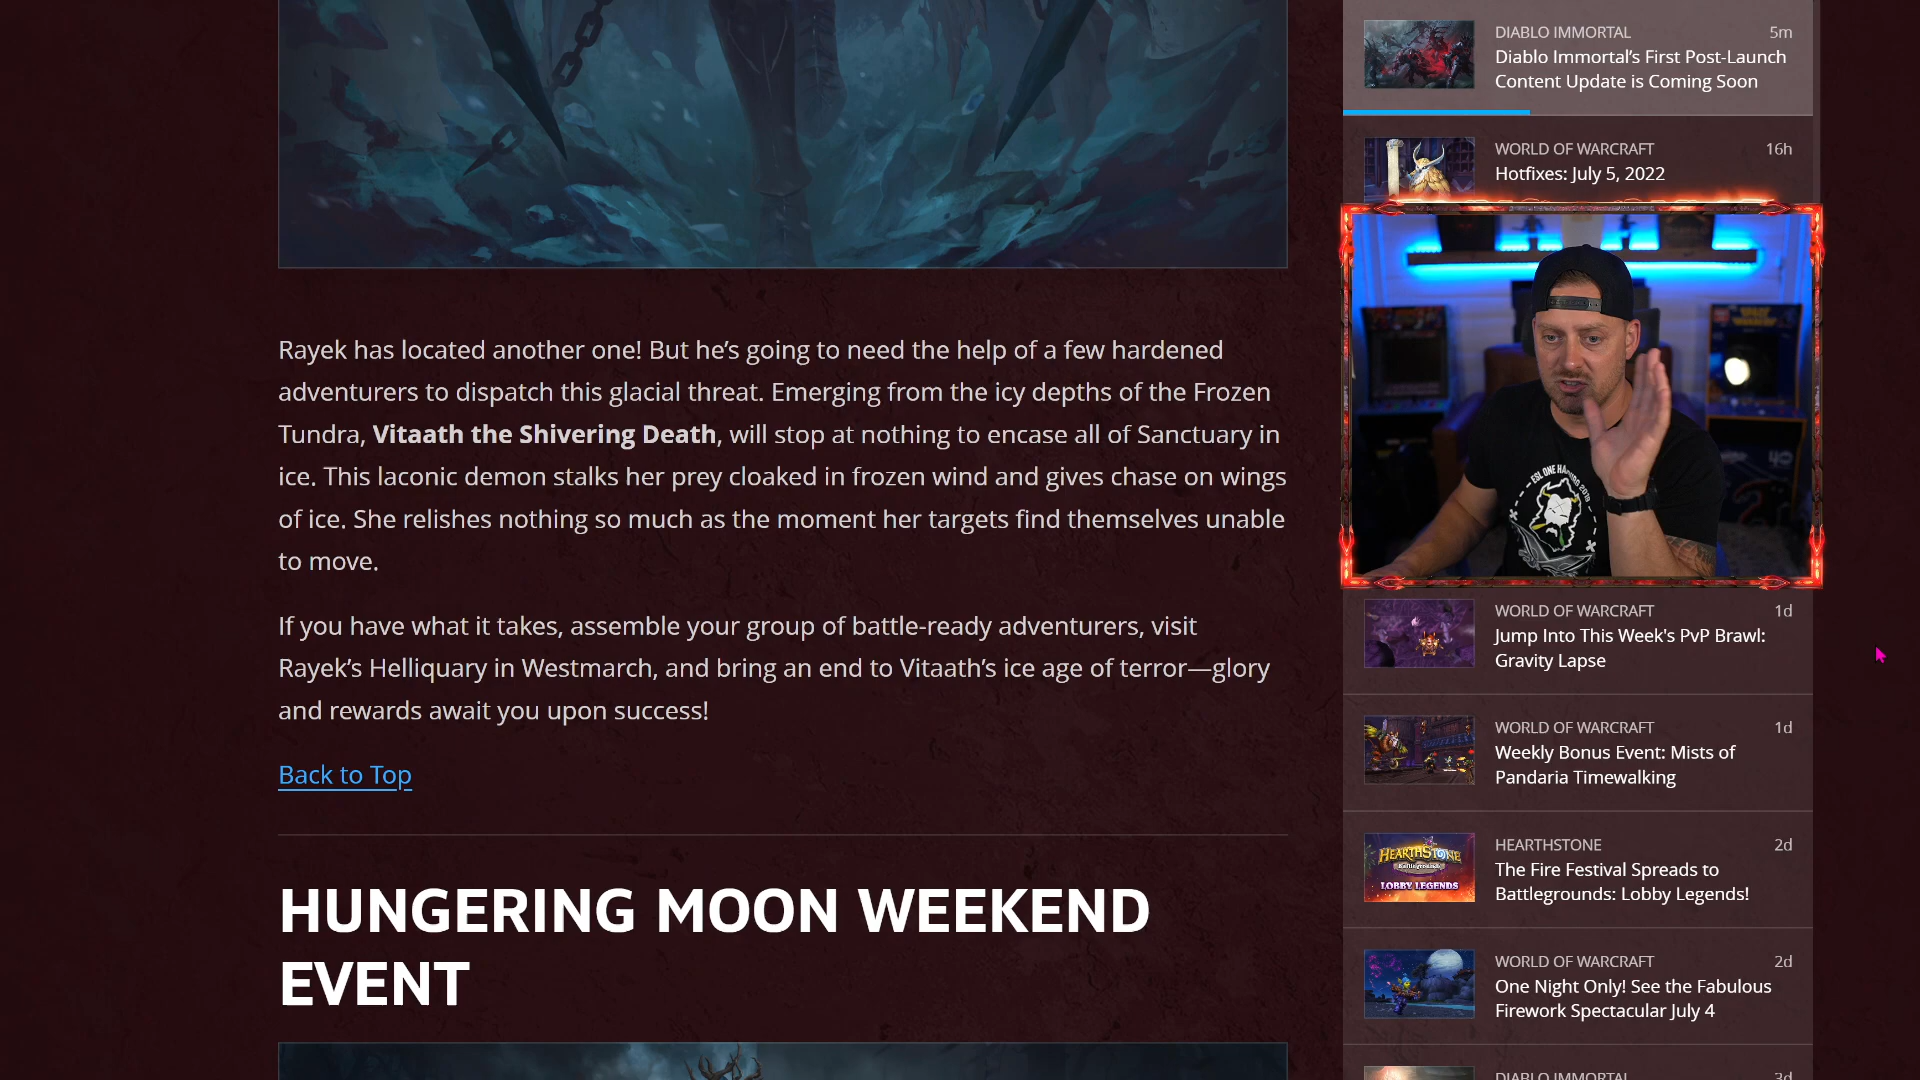 Rayek has located another one! But he’s going to need the help of a few hardened
adventurers to dispatch this glacial threat. Emerging from the icy depths of the Frozen
Tundra, Vitaath the Shivering Death, will stop at nothing to encase all of Sanctuary in
ice. This laconic demon stalks her prey cloaked in frozen wind and gives chase on wings
of ice. She relishes nothing so much as the moment her targets find themselves unable
to move.
If you have what it takes, assemble your group of battle-ready adventurers, visit
Rayek’s Helliquary in Westmarch, and bring an end to Vitaath’s ice age of terror—glory
and rewards await you upon success!
Back to Top
HUNGERING MOON WEEKEND
EVENT
DIABLO IMMORTAL 5m
Diablo Immortal’s First Post-Launch
Content Update is Coming Soon
WORLD OF WARCRAFT 16h
Hotfixes: July 5, 2022
WORLD OF WARCRAFT 1d
Jump Into This Week's PvP Brawl:
Gravity Lapse
WORLD OF WARCRAFT 1d
Weekly Bonus Event: Mists of
Pandaria Timewalking
HEARTHSTONE
Battlegrounds
LOBBY LEGENDS
HEARTHSTONE 2d
The Fire Festival Spreads to
Battlegrounds: Lobby Legends!
WORLD OF WARCRAFT 2d
One Night Only! See the Fabulous
Firework Spectacular July 4
DIABLO IMMORTAL 3d